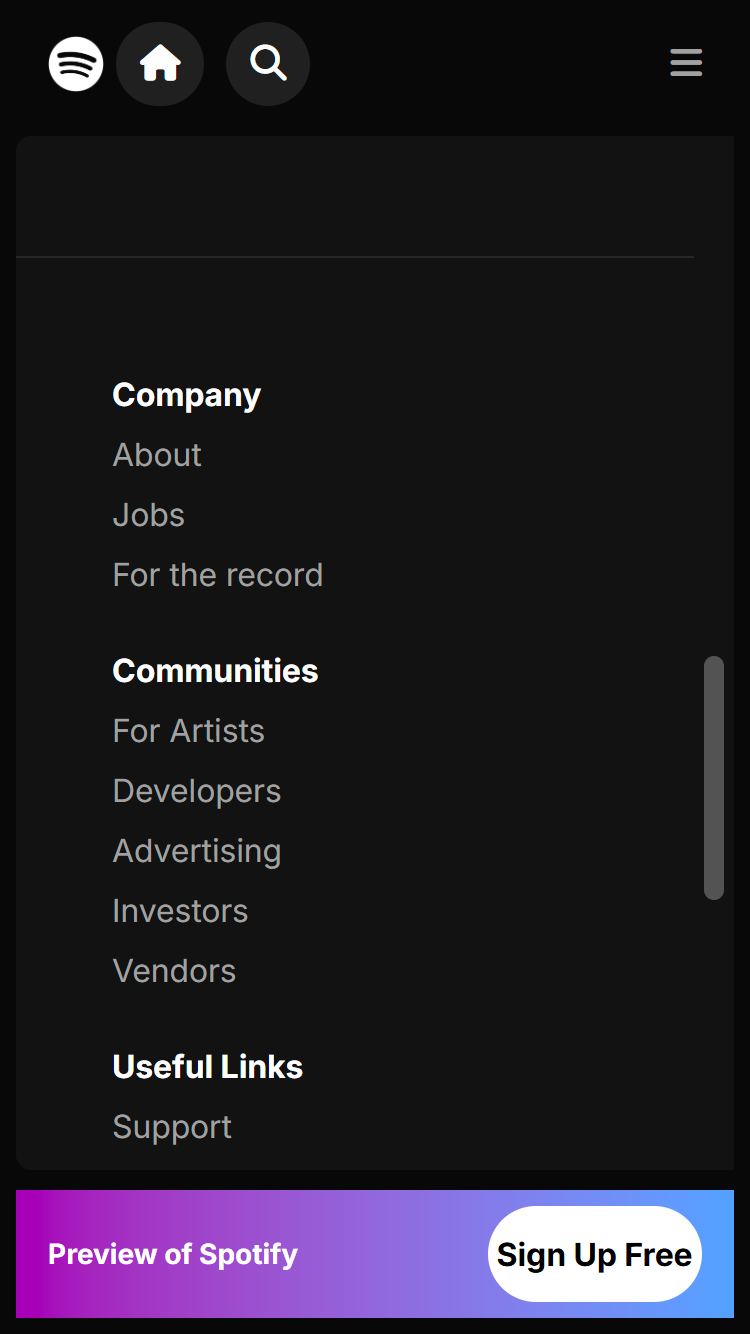 Company
About
Jobs
For the record
Communities
For Artists
Developers
Advertising
Investors
Vendors
Useful Links
Support
Preview of Spotify
Sign Up Free